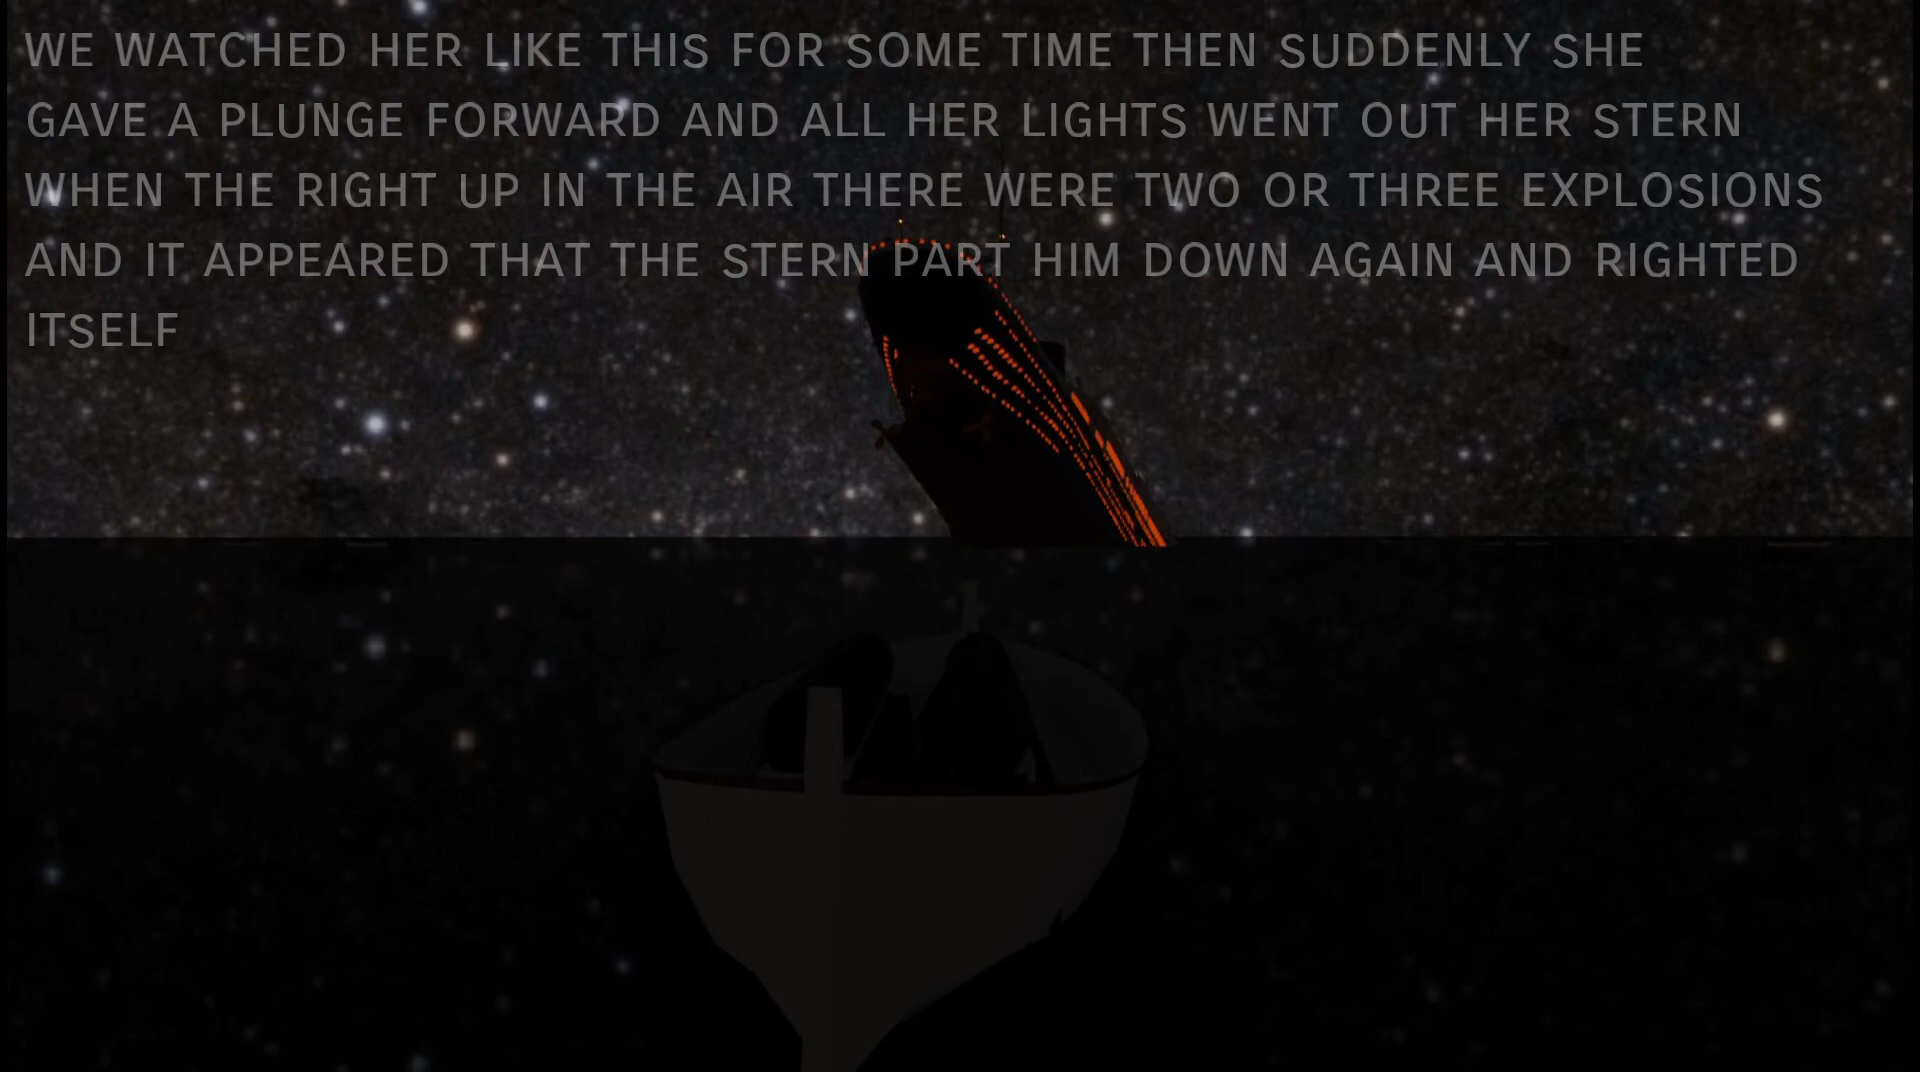 WE WATCHED HER LIKE THIS FOR SOME TIME THEN SUDDENLY SHE
GAVE A PLUNGE FORWARD AND ALL HER LIGHTS WENT OUT HER STERN
WHEN THE RIGHT UP IN THE AIR THERE WERE TWO OR THREE EXPLOSIONS
AND IT APPEARED THAT THE STERN PART HIM DOWN AGAIN AND RIGHTED
ITSELF